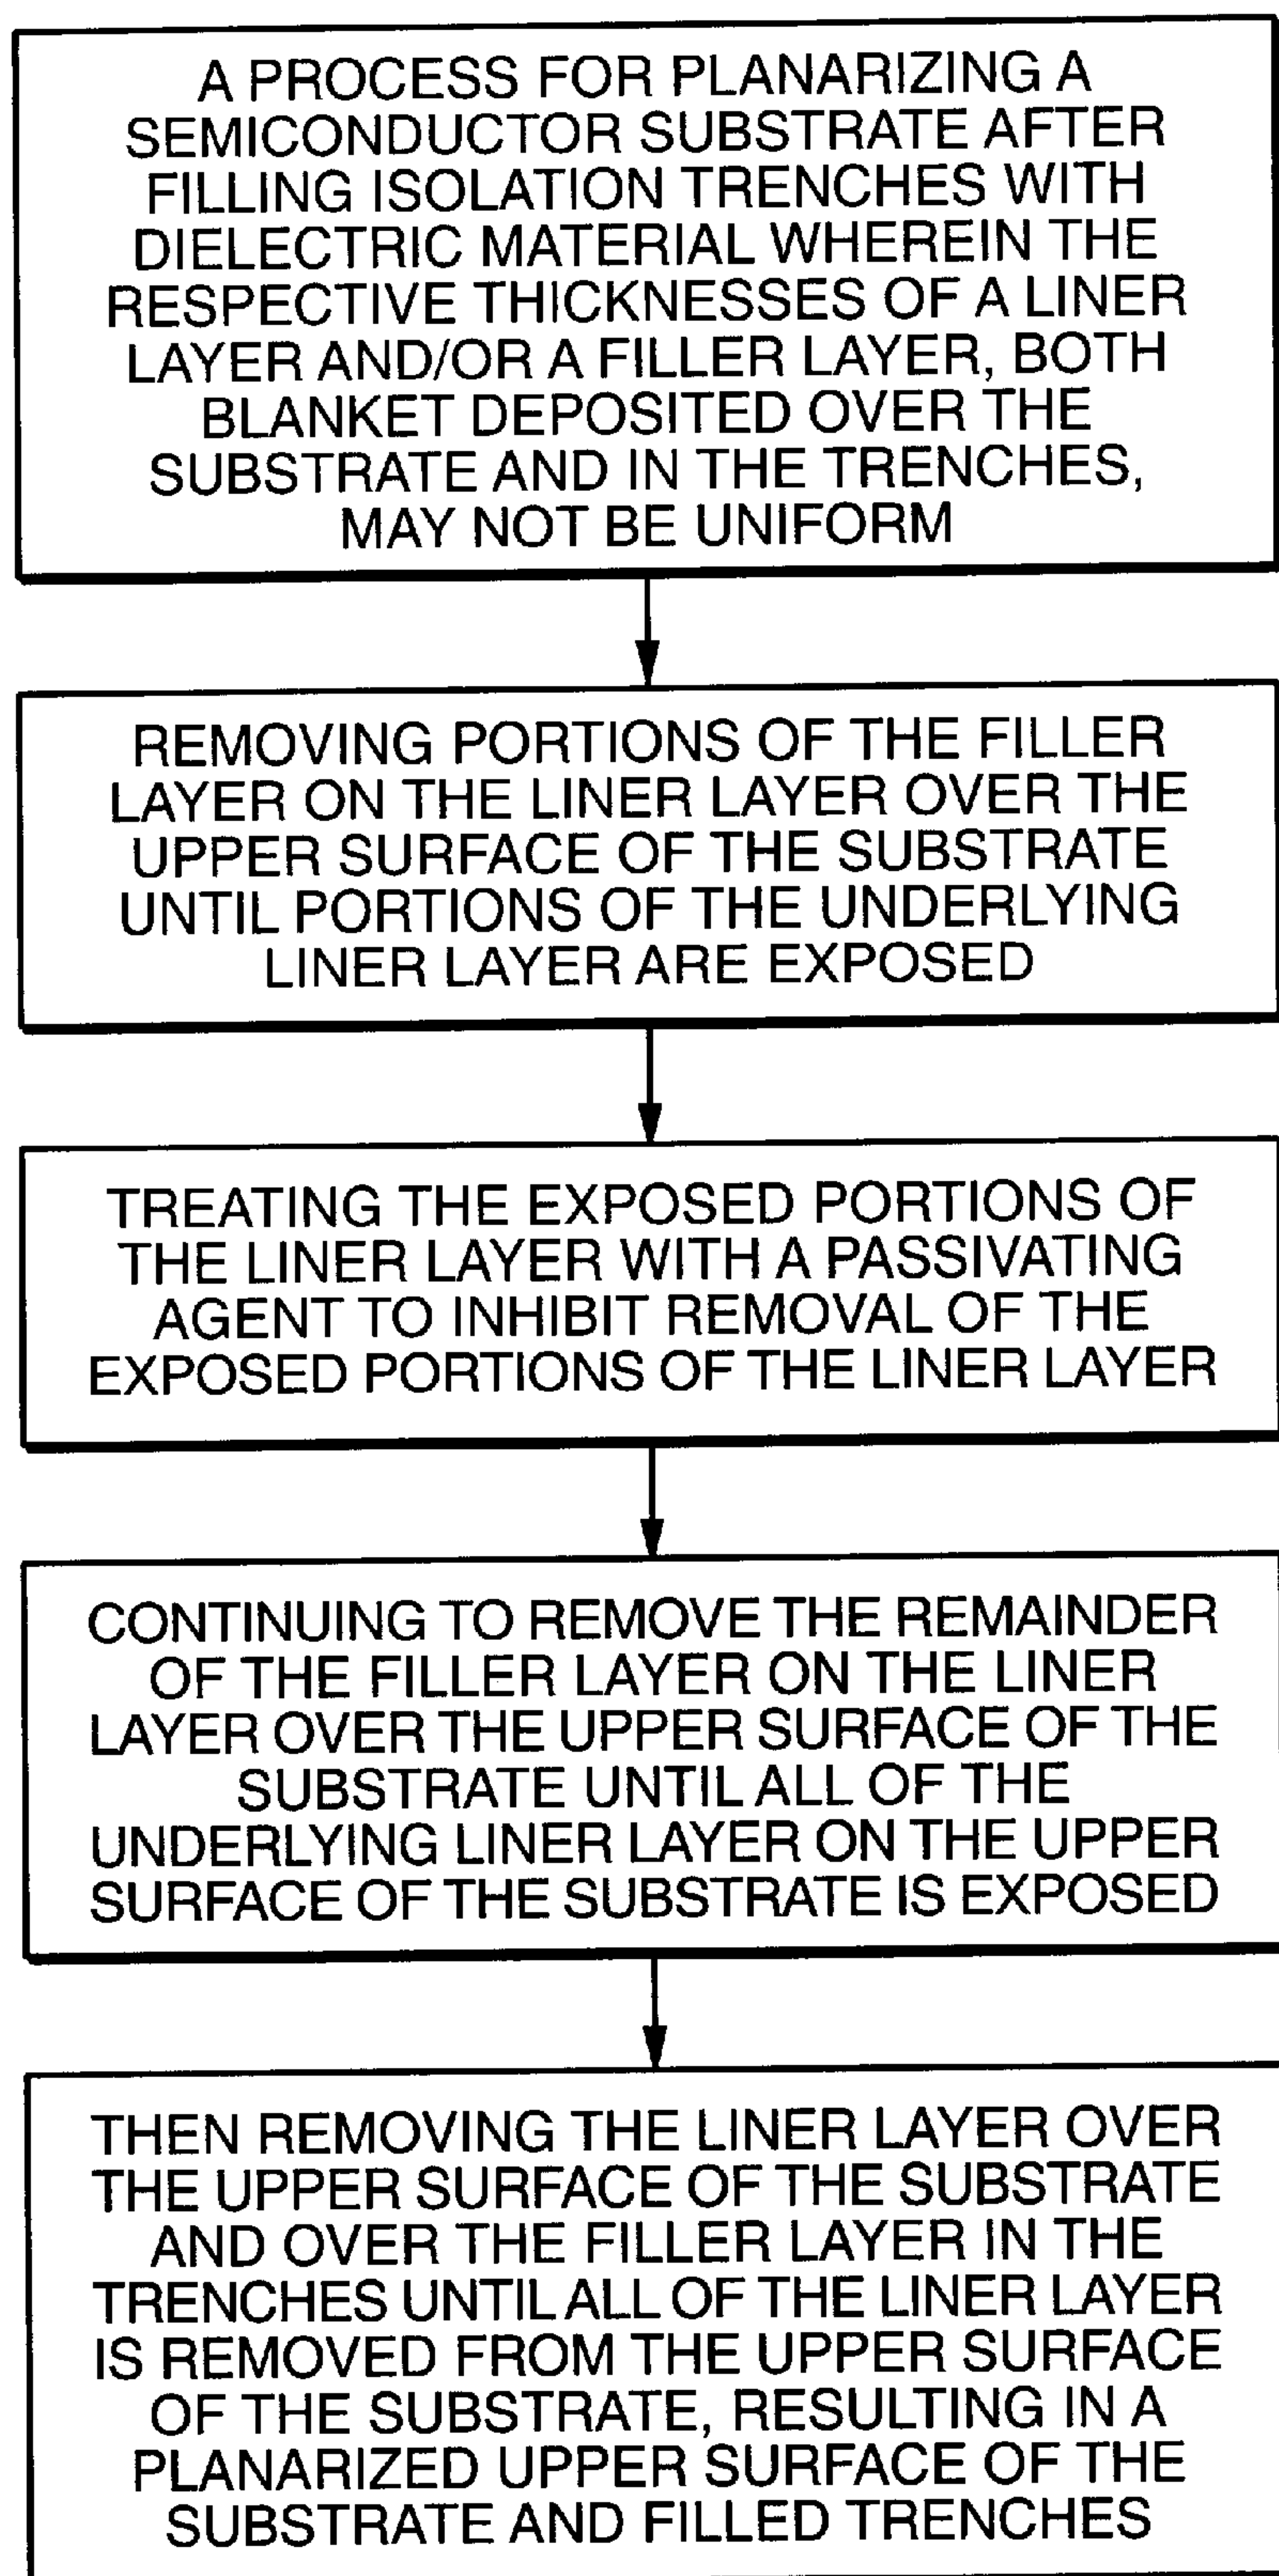 A PROCESS FOR PLANARIZING A
SEMICONDUCTOR SUBSTRATE AFTER
FILLING ISOLATION TRENCHES WITH
DIELECTRIC MATERIAL WHEREIN THE
RESPECTIVE THICKNESSES OF A LINER
LAYER AND/OR A FILLER LAYER, BOTH
BLANKET DEPOSITED OVER THE
SUBSTRATE AND IN THE TRENCHES,
MAY NOT BE UNIFORM
REMOVING PORTIONS OF THE FILLER
LAYER ON THE LINER LAYER OVER THE
UPPER SURFACE OF THE SUBSTRATE
UNTIL PORTIONS OF THE UNDERLYING
LINER LAYER ARE EXPOSED
TREATING THE EXPOSED PORTIONS OF
THE LINER LAYER WITH A PASSIVATING
AGENT TO INHIBIT REMOVAL OF THE
EXPOSED PORTIONS OF THE LINER LAYER
CONTINUING TO REMOVE THE REMAINDER
OF THE FILLER LAYER ON THE LINER
LAYER OVER THE UPPER SURFACE OF THE
SUBSTRATE UNTIL ALL OF THE
UNDERLYING LINER LAYER ON THE UPPER
SURFACE OF THE SUBSTRATE IS EXPOSED
THEN REMOVING THE LINER LAYER OVER
THE UPPER SURFACE OF THE SUBSTRATE
AND OVER THE FILLER LAYER IN THE
TRENCHES UNTIL ALL OF THE LINER LAYER
IS REMOVED FROM THE UPPER SURFACE
OF THE SUBSTRATE, RESULTING IN A
PLANARIZED UPPER SURFACE OF THE
SUBSTRATE AND FILLED TRENCHES